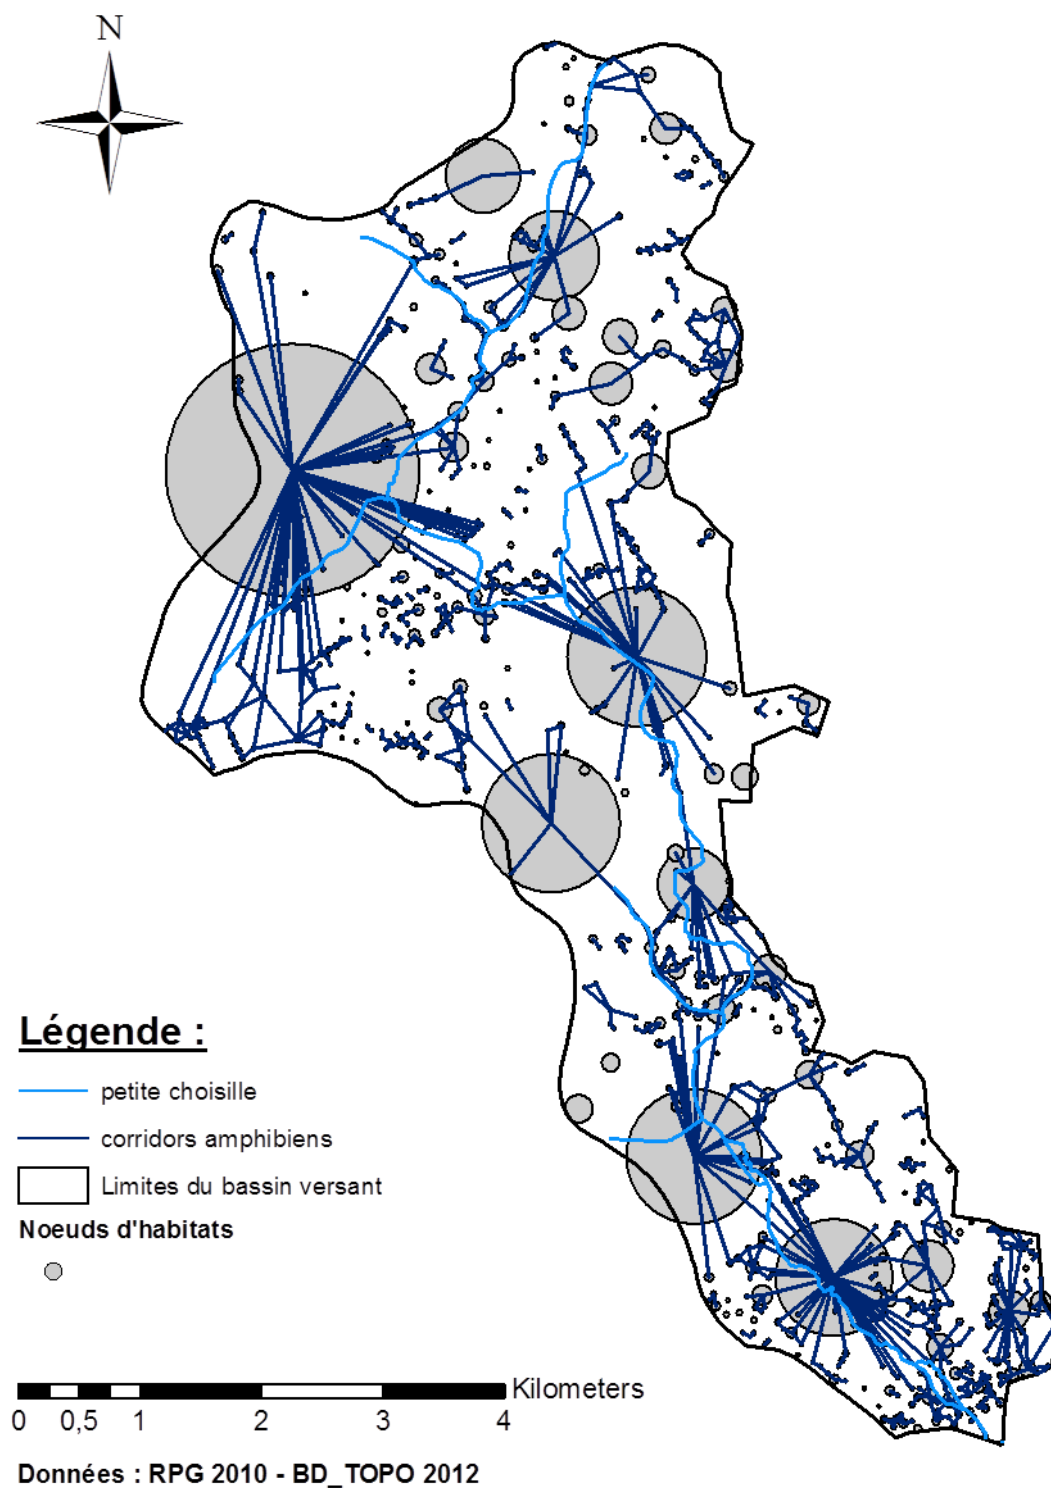 N
Légende :
petite choisille
corridors amphibiens
Limites du bassin versant
Noeuds d'habitats
Kilometers
0 0,5 1 2 3 4
Données : RPG 2010 - BD_TOPO 2012